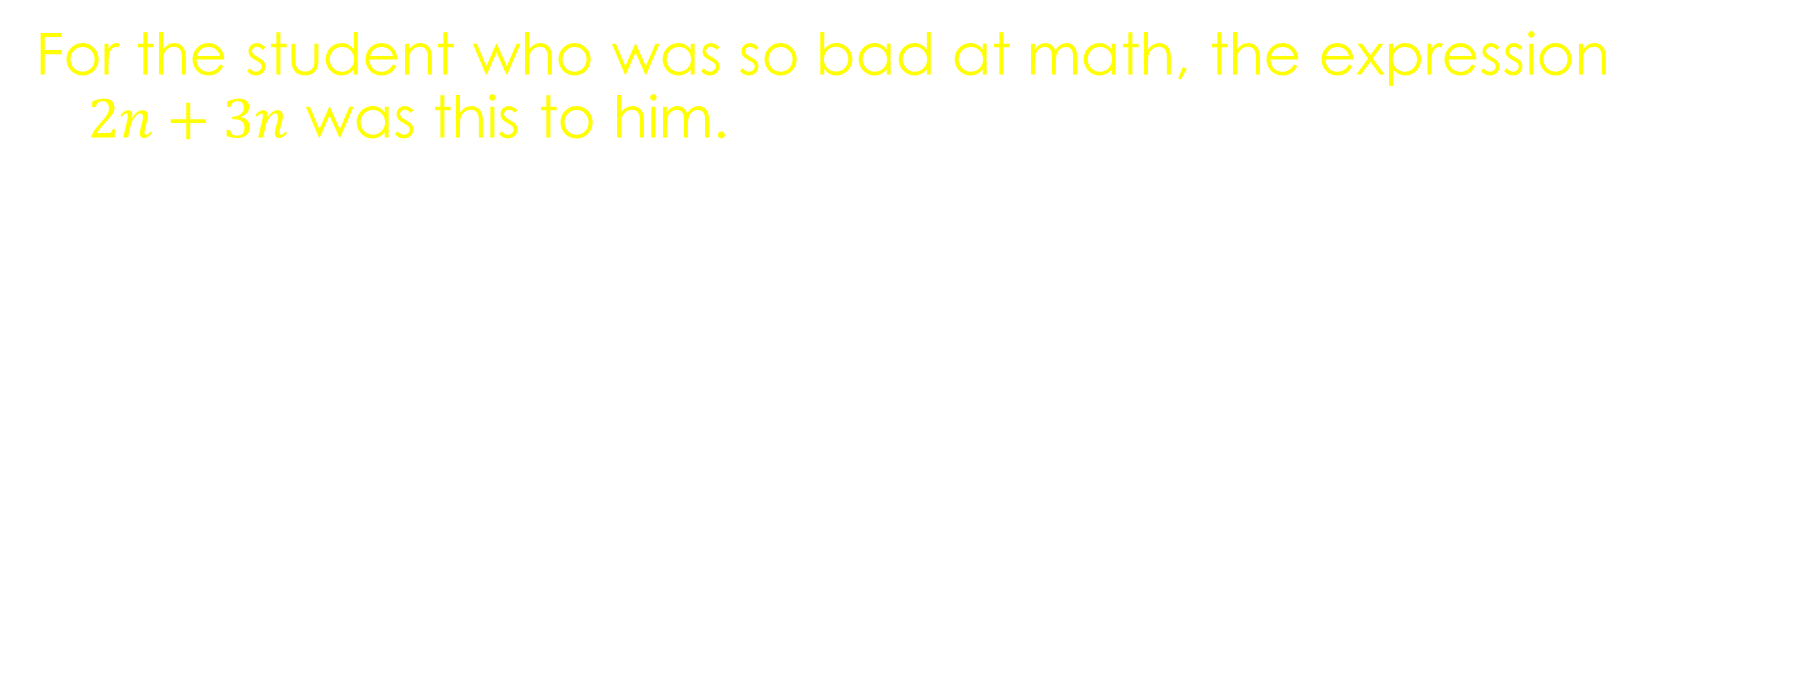 For the student who was so bad at math, the expression
2n + 3n was this to him.